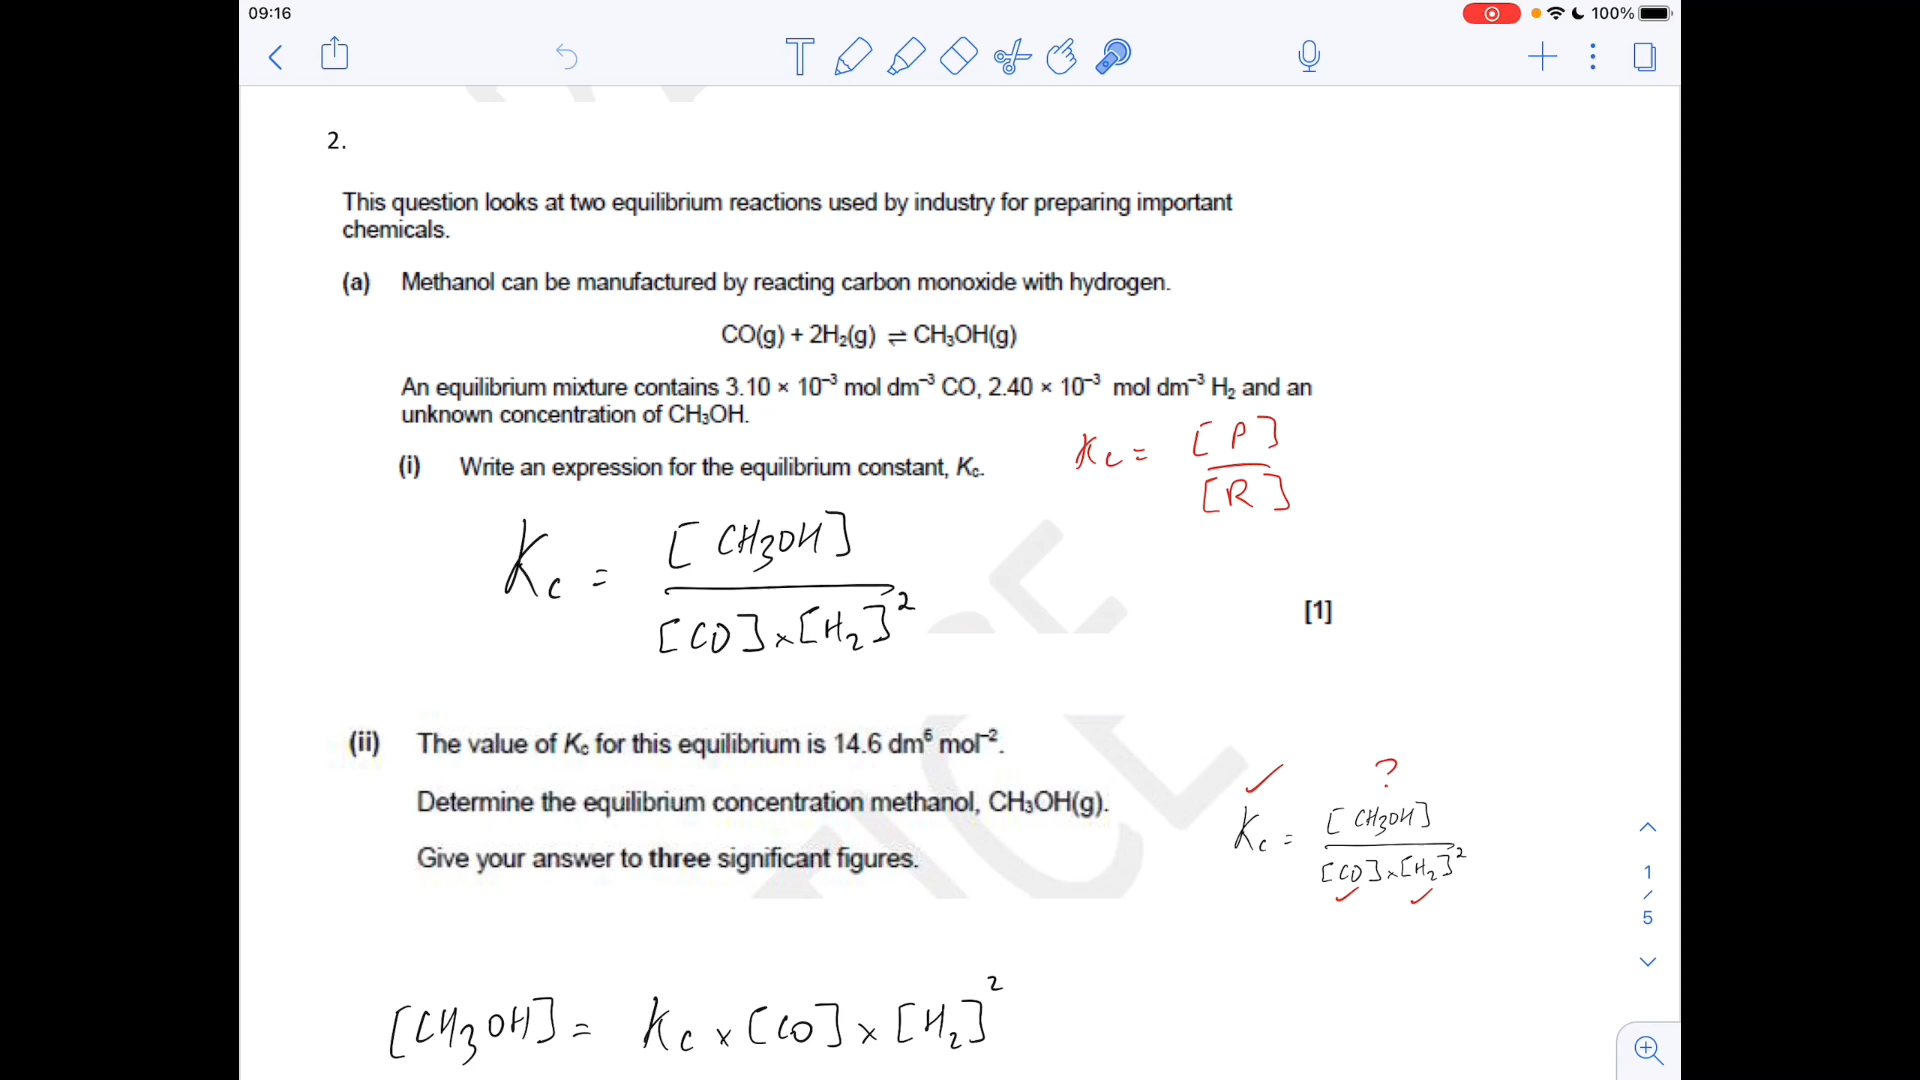 09:16
100%
2.
This question looks at two equilibrium reactions used by industry for preparing important
chemicals.
(a) Methanol can be manufactured by reacting carbon monoxide with hydrogen.
CO(g) + 2H₂(g) ⇌ CH₃OH(g)
An equilibrium mixture contains 3.10 × 10⁻³ mol dm⁻³ CO, 2.40 × 10⁻³ mol dm⁻³ H₂ and an
unknown concentration of CH₃OH.
(i) Write an expression for the equilibrium constant, Kc.
Kc = [P]
[R]
Kc = [CH₃OH]
[CO] × [H₂]²
[1]
(ii) The value of Kc for this equilibrium is 14.6 dm⁶ mol⁻².
Determine the equilibrium concentration methanol, CH₃OH(g).
Give your answer to three significant figures.
?
Kc = [CH₃OH]
[CO] × [H₂]²
1
/
5
[CH₃OH] = Kc × [CO] × [H₂]²